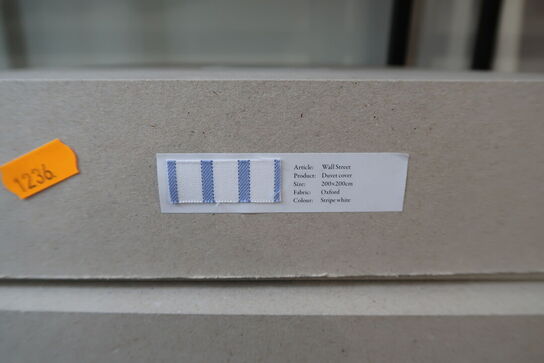 1236
Article: Wall Street
Product: Duvet cover
Size: 200×200cm
Fabric: Oxford
Colour: Stripe white